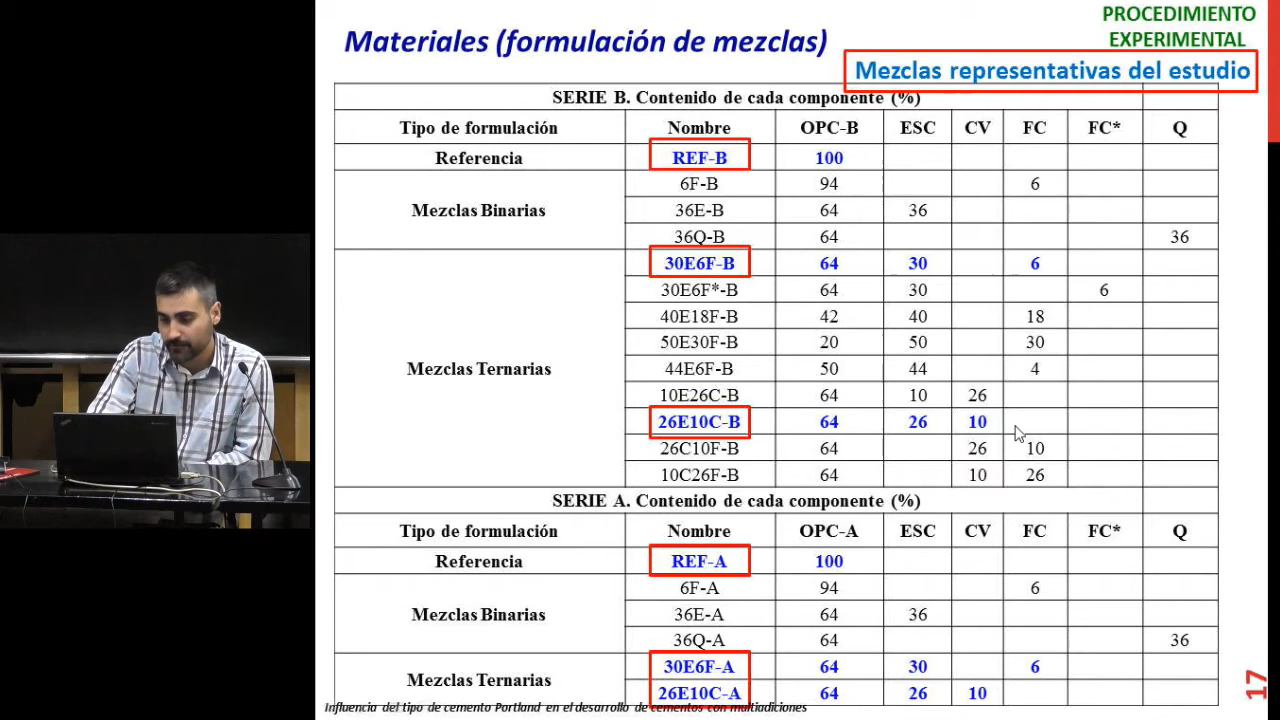 PROCEDIMIENTO
EXPERIMENTAL
Materiales (formulación de mezclas)
Mezclas representativas del estudio
SERIE B. Contenido de cada componente (%)
Tipo de formulación Nombre OPC-B ESC CV FC FC* Q
Referencia REF-B 100
6F-B 94 6
Mezclas Binarias 36E-B 64 36
36Q-B 64 36
30E6F-B 64 30 6
30E6F*-B 64 30 6
40E18F-B 42 40 18
50E30F-B 20 50 30
Mezclas Ternarias 44E6F-B 50 44 4
10E26C-B 64 10 26
26E10C-B 64 26 10
26C10F-B 64 26 10
10C26F-B 64 10 26
SERIE A. Contenido de cada componente (%)
Tipo de formulación Nombre OPC-A ESC CV FC FC* Q
Referencia REF-A 100
6F-A 94 6
Mezclas Binarias 36E-A 64 36
36Q-A 64 36
30E6F-A 64 30 6
Mezclas Ternarias
26E10C-A 64 26 10
Influencia del tipo de cemento Portland en el desarrollo de cementos con multiadiciones
17